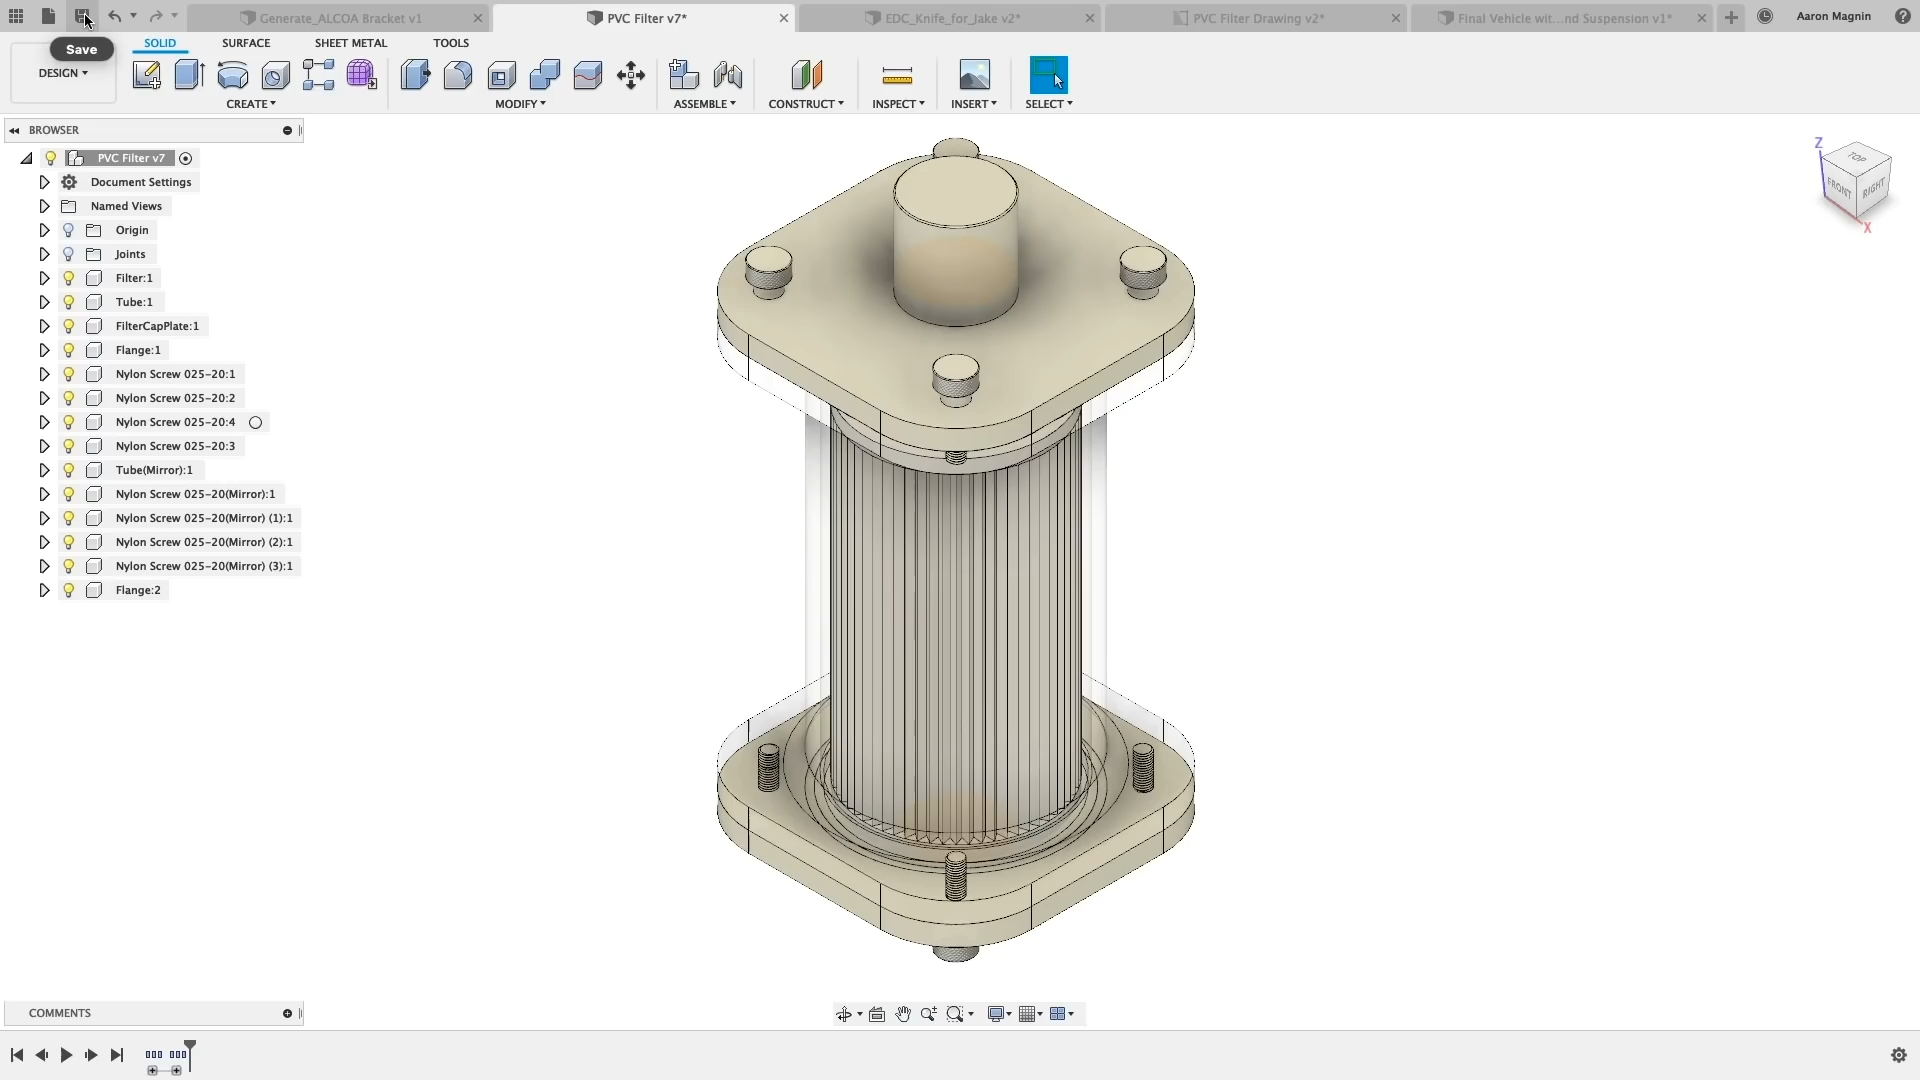 Generate_ALCOA Bracket v1
PVC Filter v7*
EDC_Knife_for_Jake v2*
PVC Filter Drawing v2*
Final Vehicle wit...nd Suspension v1*
Aaron Magnin
Save
SOLID
SURFACE
SHEET METAL
TOOLS
DESIGN
CREATE
MODIFY
ASSEMBLE
CONSTRUCT
INSPECT
INSERT
SELECT
BROWSER
PVC Filter v7
Document Settings
Named Views
Origin
Joints
Filter:1
Tube:1
FilterCapPlate:1
Flange:1
Nylon Screw 025-20:1
Nylon Screw 025-20:2
Nylon Screw 025-20:4
Nylon Screw 025-20:3
Tube(Mirror):1
Nylon Screw 025-20(Mirror):1
Nylon Screw 025-20(Mirror) (1):1
Nylon Screw 025-20(Mirror) (2):1
Nylon Screw 025-20(Mirror) (3):1
Flange:2
Z
TOP
FRONT
RIGHT
X
COMMENTS